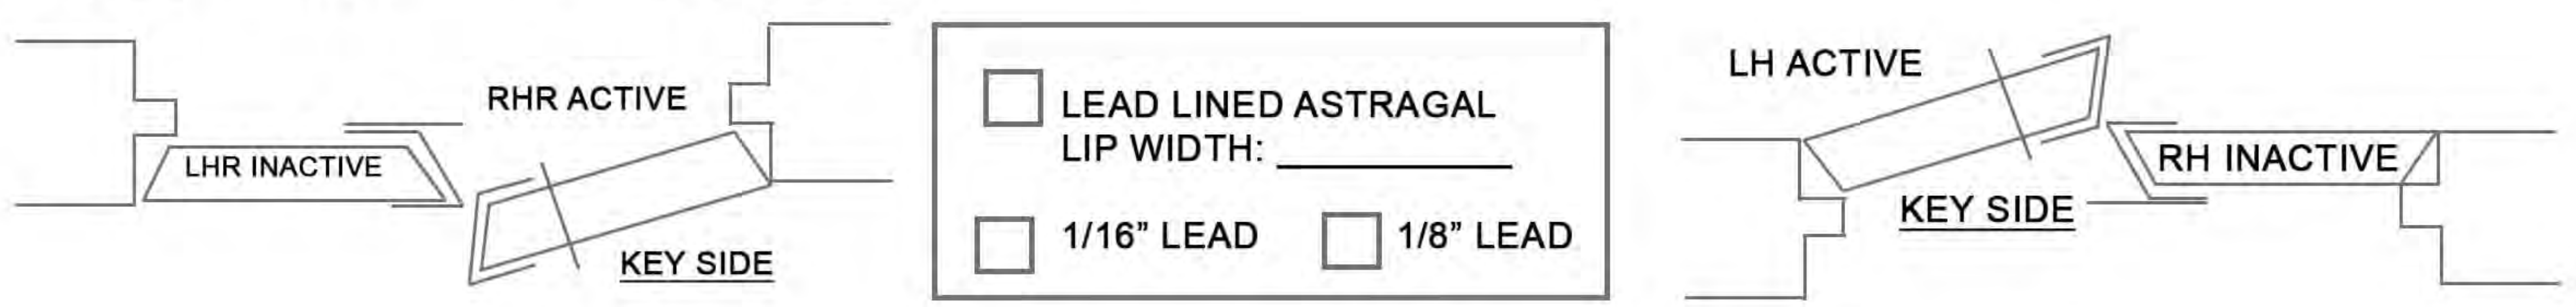 RHR ACTIVE
LHR INACTIVE
KEY SIDE
LEAD LINED ASTRAGAL
LIP WIDTH:
1/16” LEAD
1/8” LEAD
LH ACTIVE
RH INACTIVE
KEY SIDE